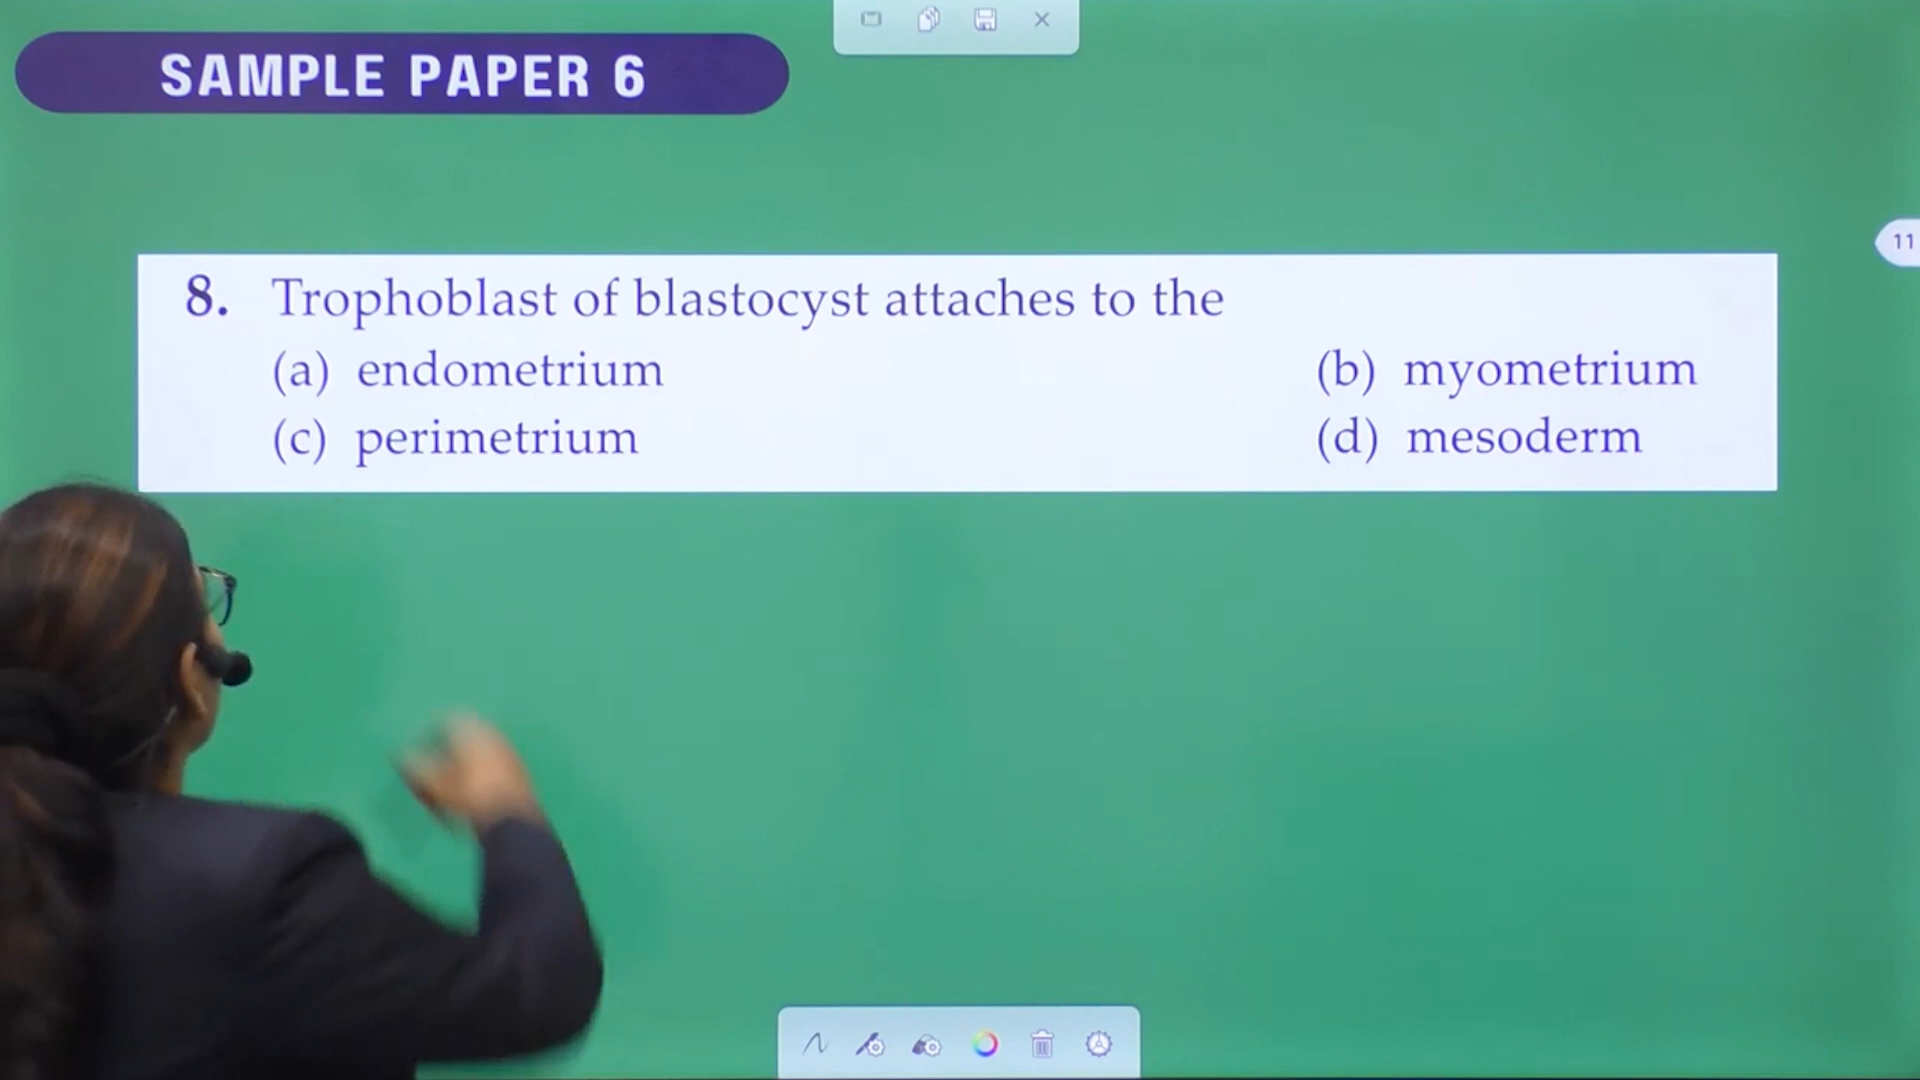 SAMPLE PAPER 6
11
8. Trophoblast of blastocyst attaches to the
(a) endometrium (b) myometrium
(c) perimetrium (d) mesoderm